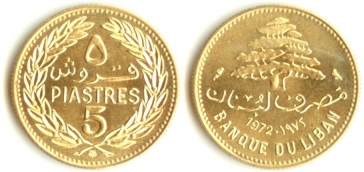 ٥
قروش
PIASTRES
5
مصرف لبنان
1972-١٩٧٢
BANQUE DU LIBAN